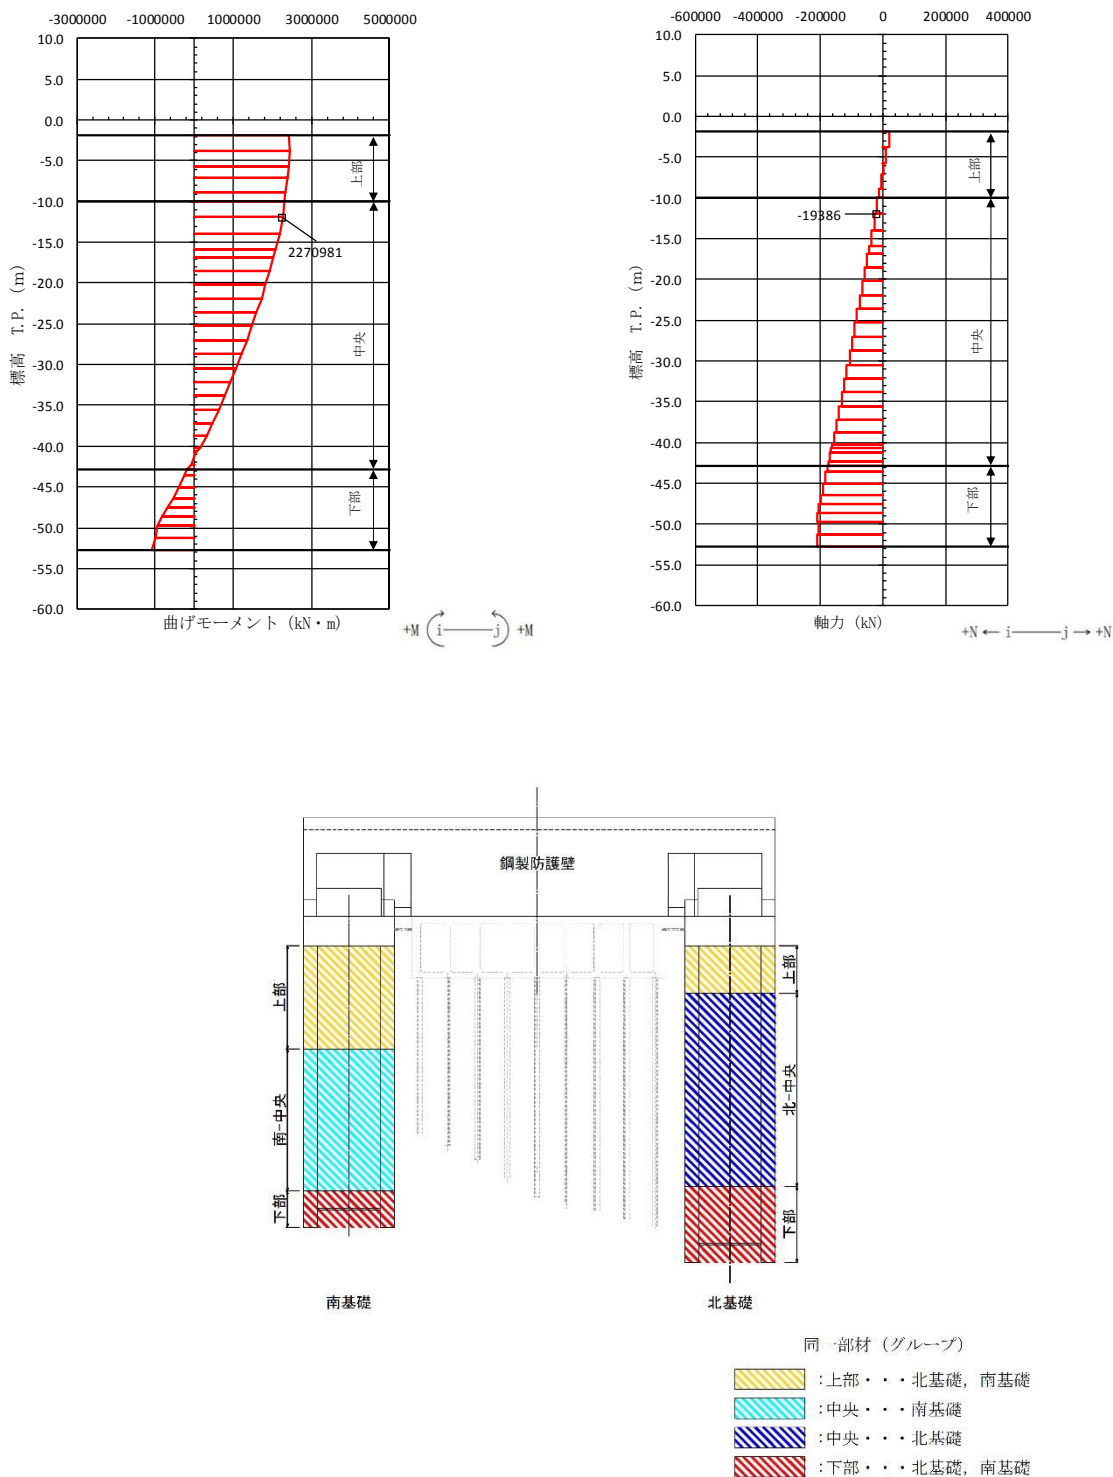 -3000000 -1000000 1000000 3000000 5000000
10.0
5.0
0.0
-5.0
-10.0
-15.0
-20.0
-25.0
-30.0
-35.0
-40.0
-45.0
-50.0
-55.0
-60.0
標高 T.P. (m)
上部
中央
下部
2270981
曲げモーメント (kN・m)
+M i j +M
-600000 -400000 -200000 0 200000 400000
10.0
5.0
0.0
-5.0
-10.0
-15.0
-20.0
-25.0
-30.0
-35.0
-40.0
-45.0
-50.0
-55.0
-60.0
標高 T.P. (m)
上部
中央
下部
-19386
軸力 (kN)
+N i j +N
鋼製防護壁
上部
南-中央
下部
上部
北-中央
下部
南基礎
北基礎
同一部材 (グループ)
:上部・・・北基礎, 南基礎
:中央・・・南基礎
:中央・・・北基礎
:下部・・・北基礎, 南基礎